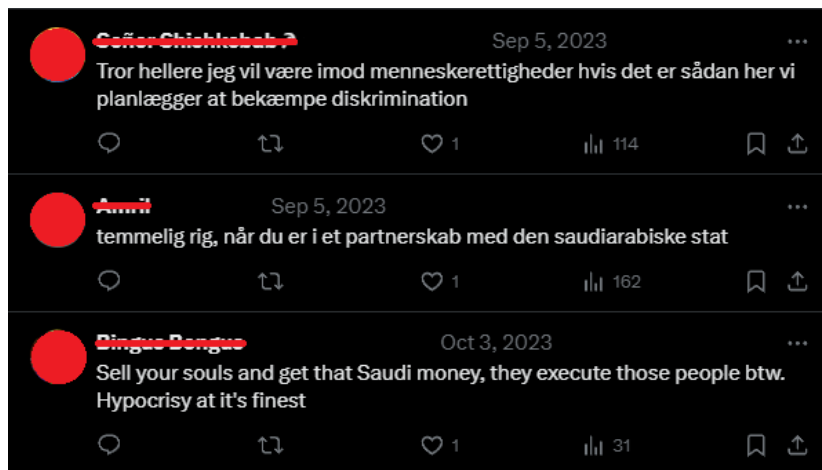 Sep 5, 2023
Tror hellere jeg vil være imod menneskerettigheder hvis det er sådan her vi
planlægger at bekæmpe diskrimination
1 114
Sep 5, 2023
temmelig rig, når du er i et partnerskab med den saudiarabiske stat
1 162
Oct 3, 2023
Sell your souls and get that Saudi money, they execute those people btw.
Hypocrisy at it's finest
1 31